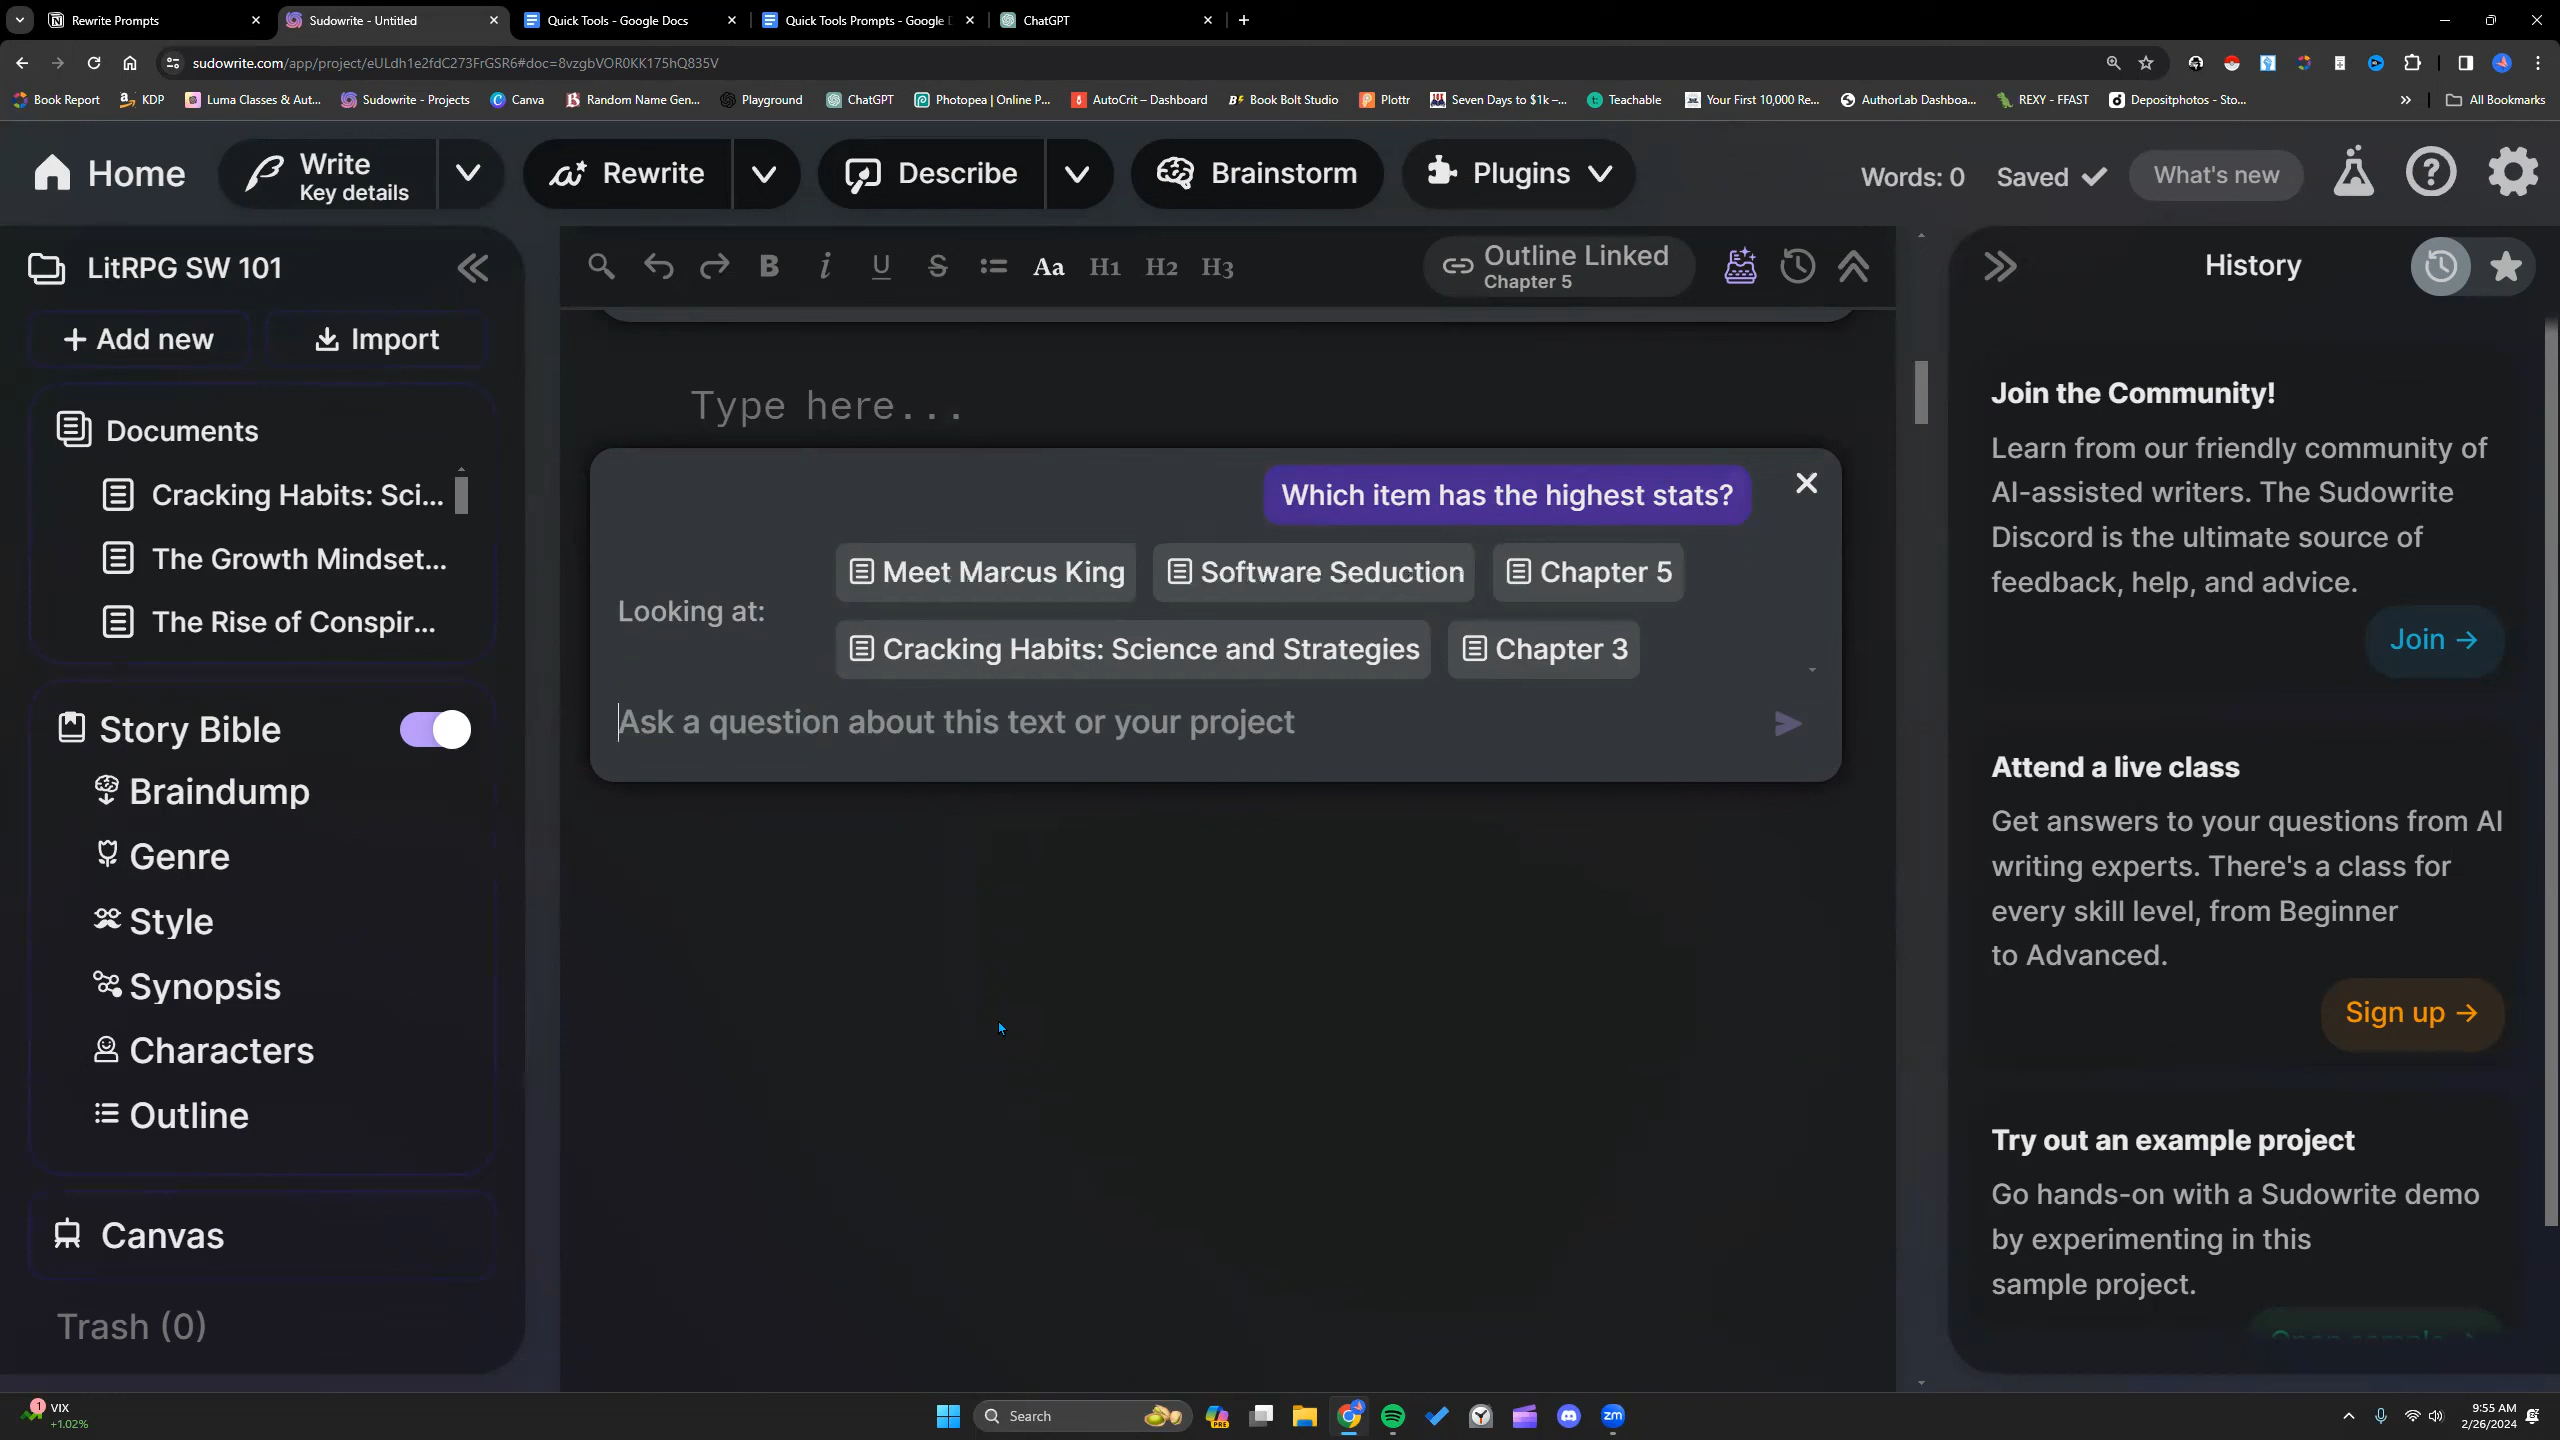 Rewrite Prompts
Sudowrite - Untitled
Quick Tools - Google Docs
Quick Tools Prompts - Google D
ChatGPT
sudowrite.com/app/project/eULdh1e2fdC273FrGSR6#doc=8vzgbVOR0KK175hQ835V
Book Report
KDP
Luma Classes & Aut...
Sudowrite - Projects
Canva
Random Name Gen...
Playground
ChatGPT
Photopea | Online P...
AutoCrit – Dashboard
Book Bolt Studio
Plottr
Seven Days to $1k –...
Teachable
Your First 10,000 Re...
AuthorLab Dashboa...
REXY - FFAST
Depositphotos - Sto...
All Bookmarks
Home
Write
Key details
Rewrite
Describe
Brainstorm
Plugins
Words: 0
Saved
What's new
LitRPG SW 101
+ Add new
Import
Documents
Cracking Habits: Sci...
The Growth Mindset...
The Rise of Conspir...
Story Bible
Braindump
Genre
Style
Synopsis
Characters
Outline
Canvas
Trash (0)
B i U S Aa H1 H2 H3
Outline Linked
Chapter 5
Type here...
Which item has the highest stats?
Looking at:
Meet Marcus King
Software Seduction
Chapter 5
Cracking Habits: Science and Strategies
Chapter 3
Ask a question about this text or your project
History
Join the Community!
Learn from our friendly community of
AI-assisted writers. The Sudowrite
Discord is the ultimate source of
feedback, help, and advice.
Join →
Attend a live class
Get answers to your questions from AI
writing experts. There's a class for
every skill level, from Beginner
to Advanced.
Sign up →
Try out an example project
Go hands-on with a Sudowrite demo
by experimenting in this
sample project.
Open sample
1
VIX
+1.02%
Search
PRE
zm
9:55 AM
2/26/2024